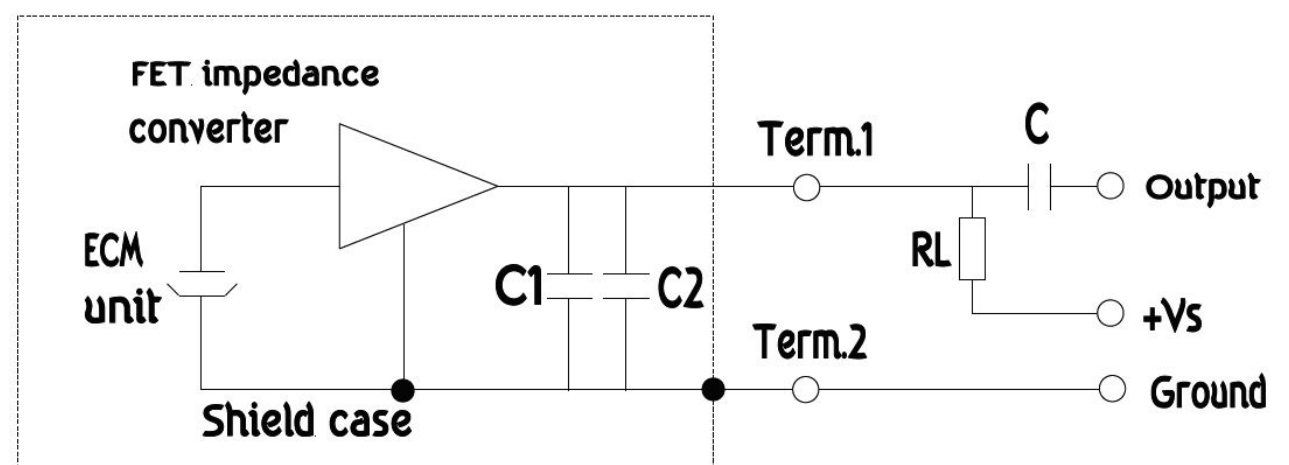 FET impedance
converter
Term.1
C
Output
ECM
unit
C1
C2
RL
+Vs
Term.2
Ground
Shield case